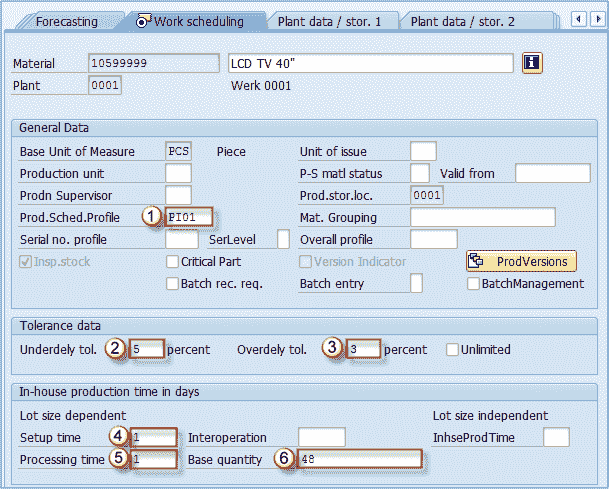 Forecasting Work scheduling Plant data / stor. 1 Plant data / stor. 2
Material 10599999 LCD TV 40"
Plant 0001 Werk 0001
General Data
Base Unit of Measure PCS Piece Unit of issue
Production unit P-S matl status Valid from
Prodn Supervisor Prod.stor.loc. 0001
Prod.Sched.Profile 1 PI01 Mat. Grouping
Serial no. profile SerLevel Overall profile
Insp.stock Critical Part Version Indicator ProdVersions
Batch rec. req. Batch entry BatchManagement
Tolerance data
Underdely tol. 2 5 percent Overdely tol. 3 3 percent Unlimited
In-house production time in days
Lot size dependent Lot size independent
Setup time 4 1 Interoperation InhseProdTime
Processing time 5 1 Base quantity 6 48